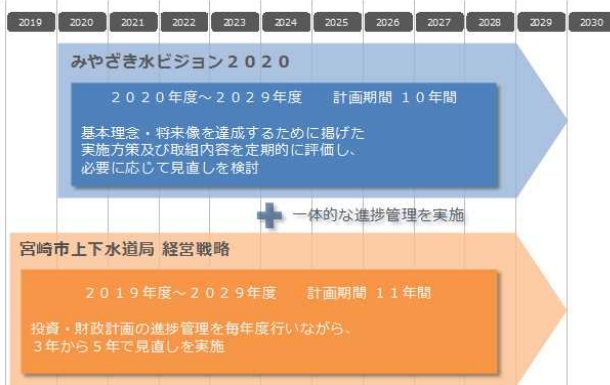 2019 2020 2021 2022 2023 2024 2025 2026 2027 2028 2029 2030
みやざき水ビジョン２０２０
２０２０年度～２０２９年度　計画期間 １０年間
基本理念・将来像を達成するために掲げた
実施方策及び取組内容を定期的に評価し、
必要に応じて見直しを検討
一体的な進捗管理を実施
宮崎市上下水道局 経営戦略
２０１９年度～２０２９年度　計画期間 １１年間
投資・財政計画の進捗管理を毎年度行いながら、
３年から５年で見直しを実施